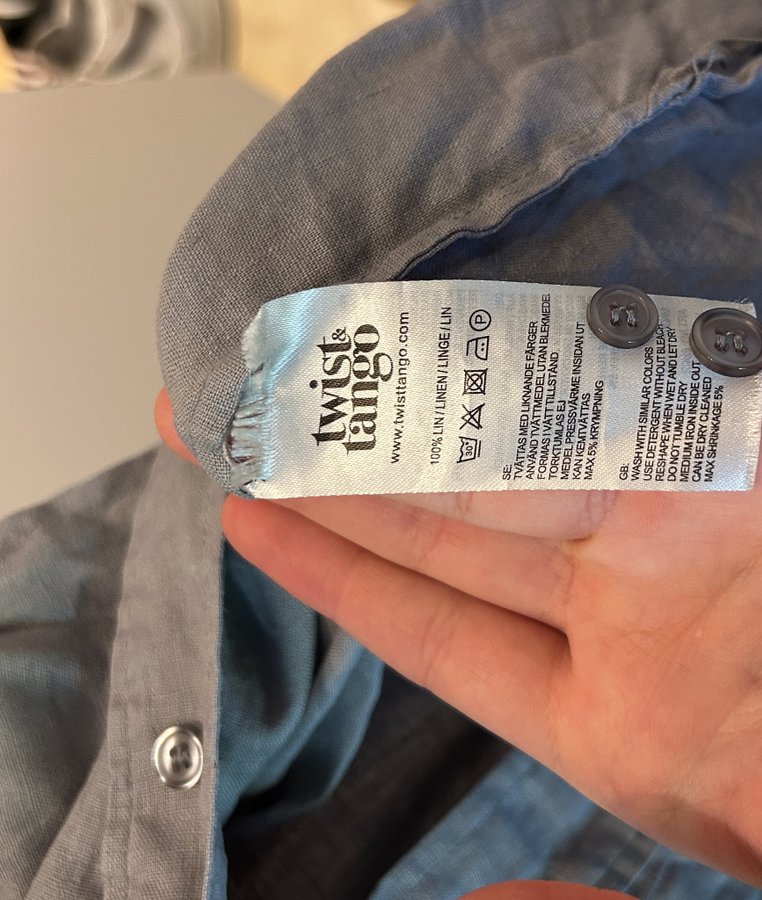 twist&
tango
www.twisttango.com
100% LIN / LINEN / LINGE / LIN
30°
P
SE:
TVÄTTAS MED LIKNANDE FÄRGER
ANVÄND TVÄTTMEDEL UTAN BLEKMEDEL
FORMAS I VÅTT TILLSTÅND
TORKTUMLAS EJ
MEDEL PRESSVÄRME INSIDAN UT
KAN KEMTVÄTTAS
MAX 5% KRYMPNING
GB:
WASH WITH SIMILAR COLORS
USE DETERGENT WITHOUT BLEACH
RESHAPE WHEN WET AND LET DRY
DO NOT TUMBLE DRY
MEDIUM IRON INSIDE OUT
CAN BE DRY CLEANED
MAX SHRINKAGE 5%